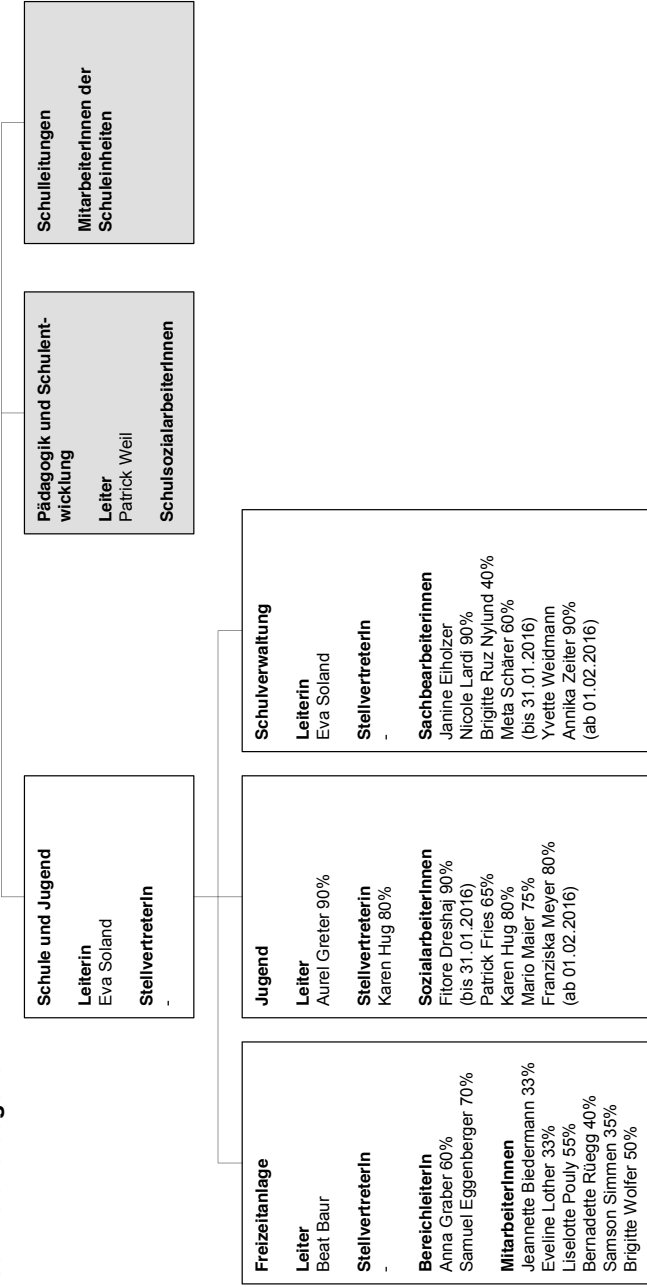 Schule und Jugend
Leiterin
Eva Soland
StellvertreterIn
-
Pädagogik und Schulent-
wicklung
Leiter
Patrick Weil
SchulsozialarbeiterInnen
Schulleitungen
MitarbeiterInnen der
Schuleinheiten
Freizeitanlage
Leiter
Beat Baur
StellvertreterIn
-
BereichleiterIn
Anna Graber 60%
Samuel Eggenberger 70%
MitarbeiterInnen
Jeannette Biedermann 33%
Eveline Lother 33%
Liselotte Pouly 55%
Bernadette Rüegg 40%
Samson Simmen 35%
Brigitte Wolfer 50%
Jugend
Leiter
Aurel Greter 90%
Stellvertreterin
Karen Hug 80%
SozialarbeiterInnen
Fitore Dreshaj 90%
(bis 31.01.2016)
Patrick Fries 65%
Karen Hug 80%
Mario Maier 75%
Franziska Meyer 80%
(ab 01.02.2016)
Schulverwaltung
Leiterin
Eva Soland
StellvertreterIn
-
Sachbearbeiterinnen
Janine Eiholzer
Nicole Lardi 90%
Brigitte Ruz Nylund 40%
Meta Schärer 60%
(bis 31.01.2016)
Yvette Weidmann
Annika Zeiter 90%
(ab 01.02.2016)